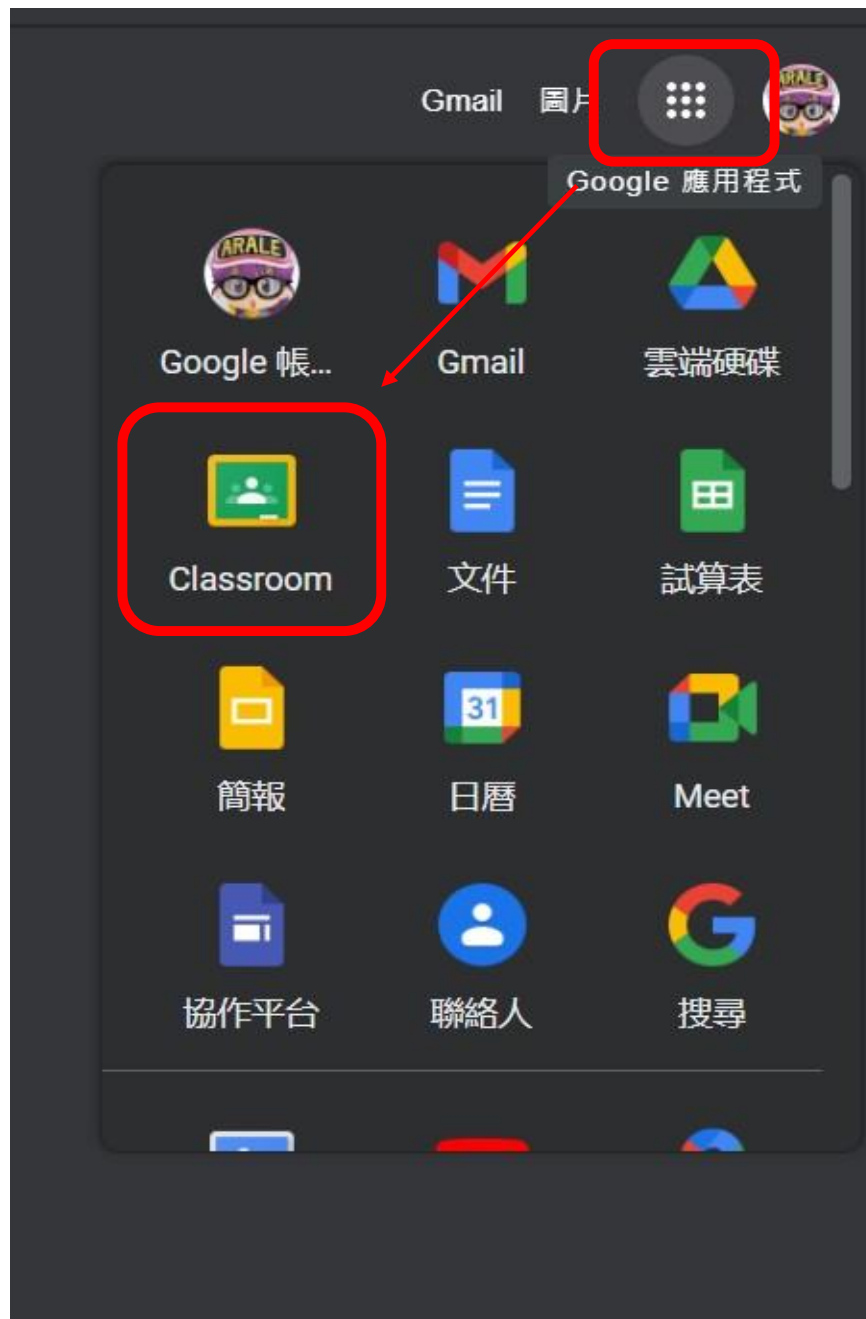 Gmail 圖片
Google 應用程式
ARALE
ARALE
Google 帳...
Gmail
雲端硬碟
Classroom
文件
試算表
簡報
31
日曆
Meet
協作平台
聯絡人
搜尋